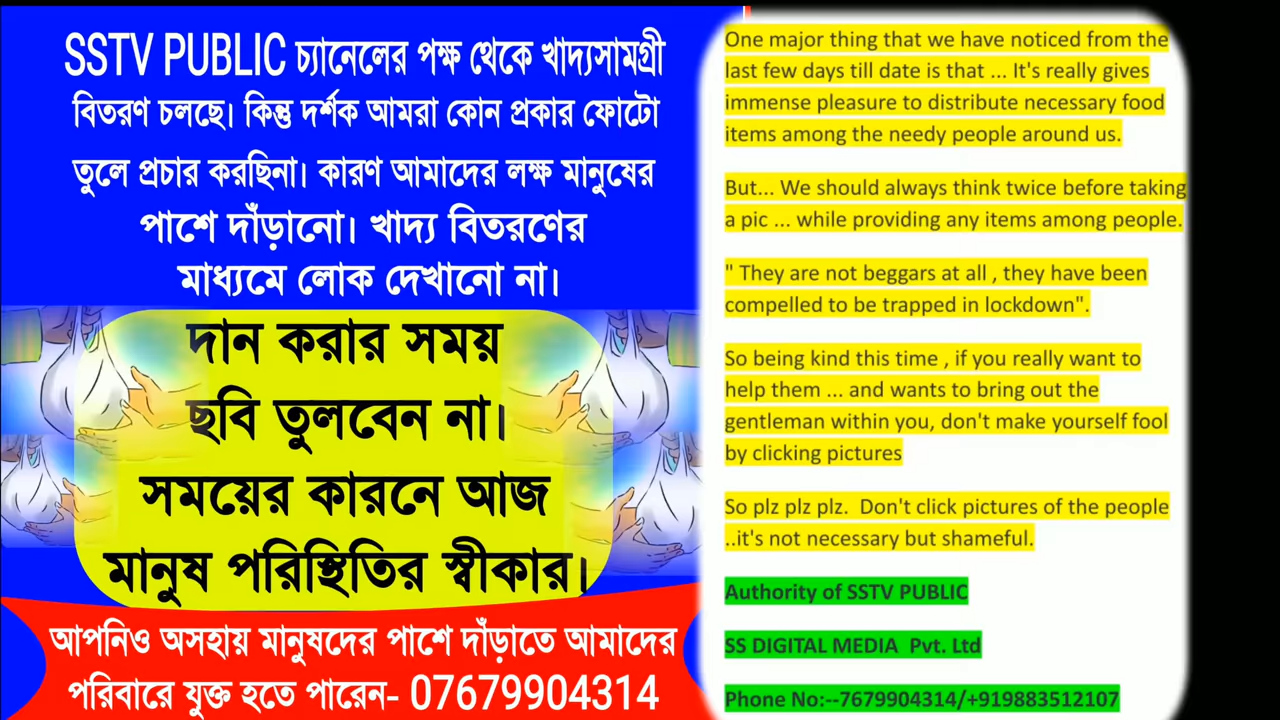 SSTV PUBLIC চ্যানেলের পক্ষ থেকে খাদ্যসামগ্রী
বিতরণ চলছে। কিন্তু দর্শক আমরা কোন প্রকার ফোটো
তুলে প্রচার করছিনা। কারণ আমাদের লক্ষ মানুষের
পাশে দাঁড়ানো। খাদ্য বিতরণের
মাধ্যমে লোক দেখানো না।
দান করার সময়
ছবি তুলবেন না।
সময়ের কারনে আজ
মানুষ পরিস্থিতির স্বীকার।
আপনিও অসহায় মানুষদের পাশে দাঁড়াতে আমাদের
পরিবারে যুক্ত হতে পারেন- 07679904314
One major thing that we have noticed from the
last few days till date is that ... It's really gives
immense pleasure to distribute necessary food
items among the needy people around us.
But... We should always think twice before taking
a pic ... while providing any items among people.
" They are not beggars at all , they have been
compelled to be trapped in lockdown".
So being kind this time , if you really want to
help them ... and wants to bring out the
gentleman within you, don't make yourself fool
by clicking pictures
So plz plz plz.  Don't click pictures of the people
..it's not necessary but shameful.
Authority of SSTV PUBLIC
SS DIGITAL MEDIA  Pvt. Ltd
Phone No:--7679904314/+919883512107